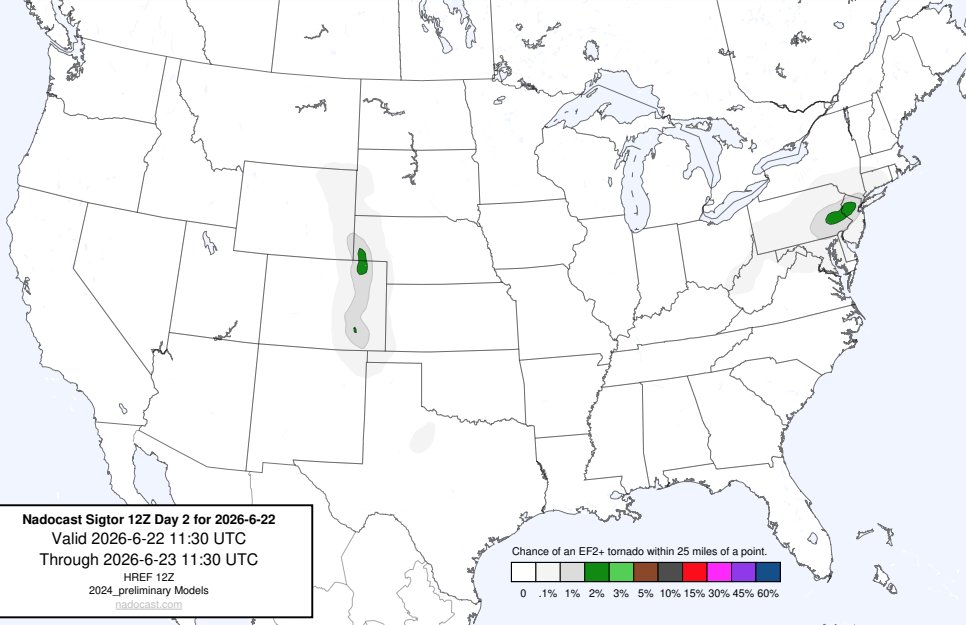 Nadocast Sigtor 12Z Day 2 for 2026-6-22
Valid 2026-6-22 11:30 UTC
Through 2026-6-23 11:30 UTC
HREF 12Z
2024_preliminary Models
nadocast.com
Chance of an EF2+ tornado within 25 miles of a point.
0 .1% 1% 2% 3% 5% 10% 15% 30% 45% 60%